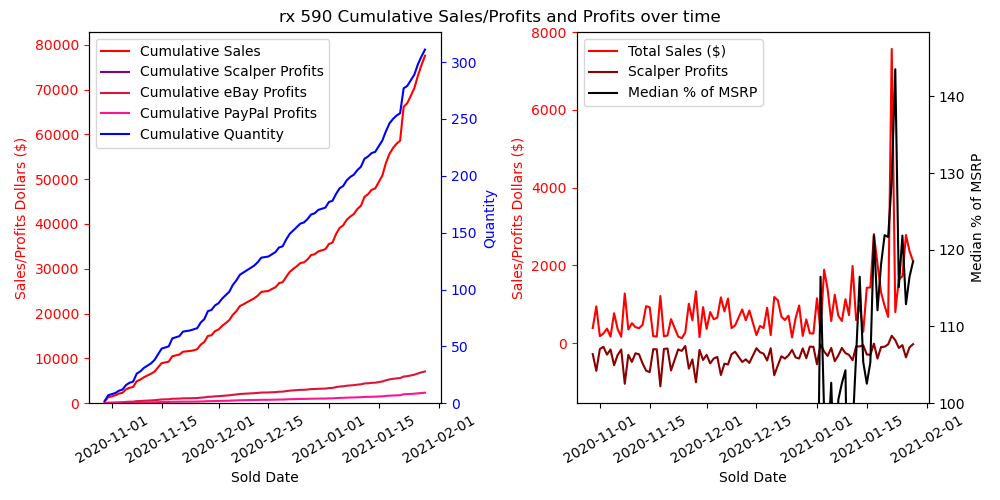 rx 590 Cumulative Sales/Profits and Profits over time
Cumulative Sales
Cumulative Scalper Profits
Cumulative eBay Profits
Cumulative PayPal Profits
Cumulative Quantity
80000
70000
60000
50000
40000
30000
20000
10000
0
Sales/Profits Dollars ($)
300
250
200
150
100
50
0
Quantity
2020-11-01
2020-11-15
2020-12-01
2020-12-15
2021-01-01
2021-01-15
2021-02-01
Sold Date
Total Sales ($)
Scalper Profits
Median % of MSRP
8000
6000
4000
2000
0
Sales/Profits Dollars ($)
140
130
120
110
100
Median % of MSRP
2020-11-01
2020-11-15
2020-12-01
2020-12-15
2021-01-01
2021-01-15
2021-02-01
Sold Date